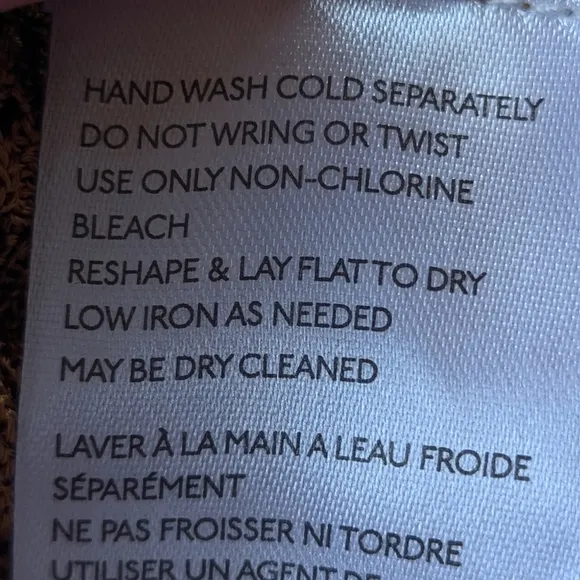 HAND WASH COLD SEPARATELY
DO NOT WRING OR TWIST
USE ONLY NON-CHLORINE
BLEACH
RESHAPE & LAY FLAT TO DRY
LOW IRON AS NEEDED
MAY BE DRY CLEANED
LAVER À LA MAIN A LEAU FROIDE
SÉPARÉMENT
NE PAS FROISSER NI TORDRE
UTILISER UN AGENT DE